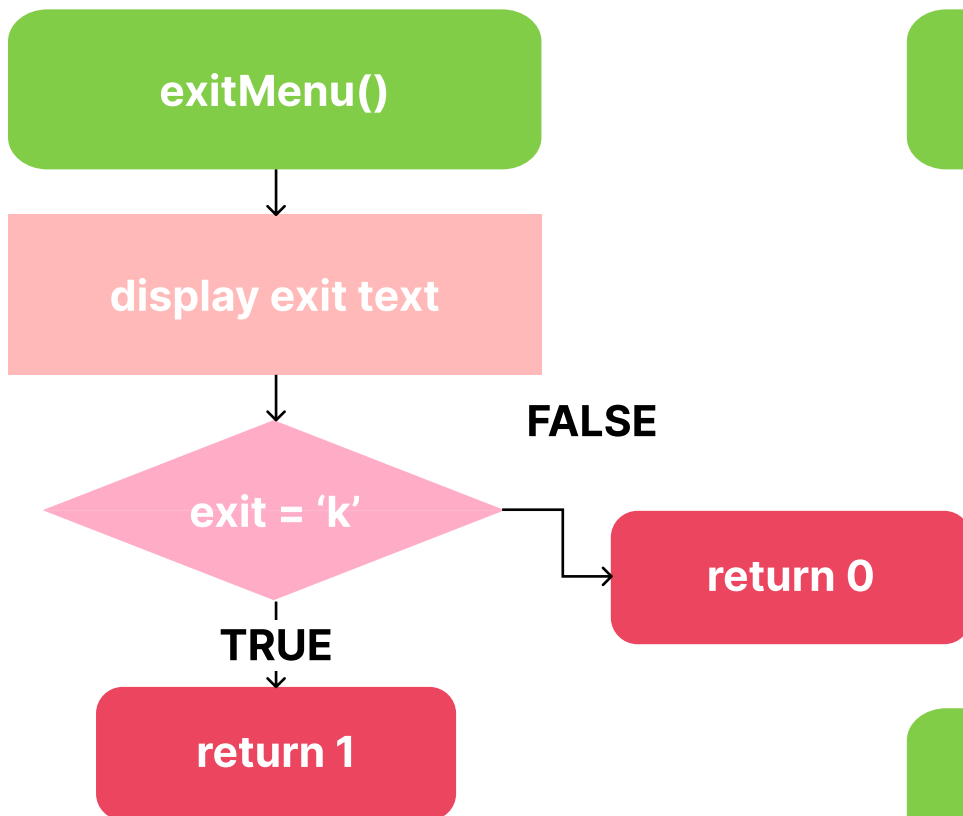 exitMenu()
display exit text
FALSE
exit = ‘k’
return 0
TRUE
return 1